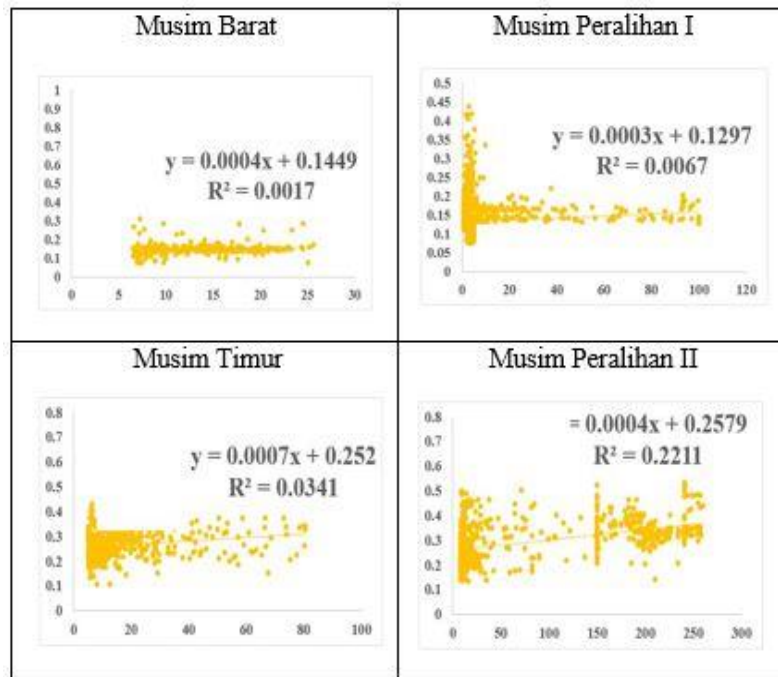 Musim Barat
1
0.9
0.8
0.7
0.6
0.5
0.4
0.3
0.2
0.1
0
y = 0.0004x + 0.1449
R² = 0.0017
0 5 10 15 20 25 30
Musim Peralihan I
0.5
0.45
0.4
0.35
0.3
0.25
0.2
0.15
0.1
0.05
0
y = 0.0003x + 0.1297
R² = 0.0067
0 20 40 60 80 100 120
Musim Timur
0.8
0.7
0.6
0.5
0.4
0.3
0.2
0.1
0
y = 0.0007x + 0.252
R² = 0.0341
0 20 40 60 80 100
Musim Peralihan II
0.8
0.7
0.6
0.5
0.4
0.3
0.2
0.1
0
= 0.0004x + 0.2579
R² = 0.2211
0 50 100 150 200 250 300